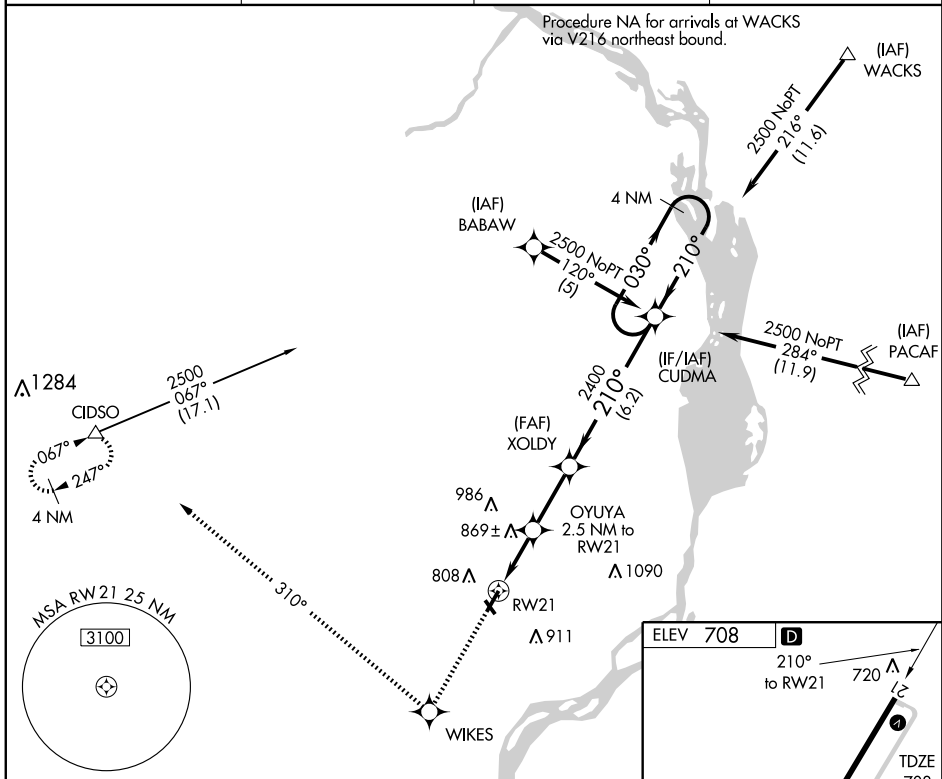 Procedure NA for arrivals at WACKS
via V216 northeast bound.
(IAF)
WACKS
2500 NoPT
216°
(11.6)
4 NM
(IAF)
BABAW
2500 NoPT
120°
(5)
030°
210°
2500 NoPT
284°
(11.9)
(IAF)
PACAF
(IF/IAF)
CUDMA
2400
210°
(6.2)
1284
2500
067°
(17.1)
CIDSO
067°
247°
4 NM
(FAF)
XOLDY
986
869±
OYUYA
2.5 NM to
RW21
808
1090
RW21
310°
911
MSA RW21 25 NM
3100
WIKES
ELEV 708
D
210°
to RW21
720
21
V
TDZE